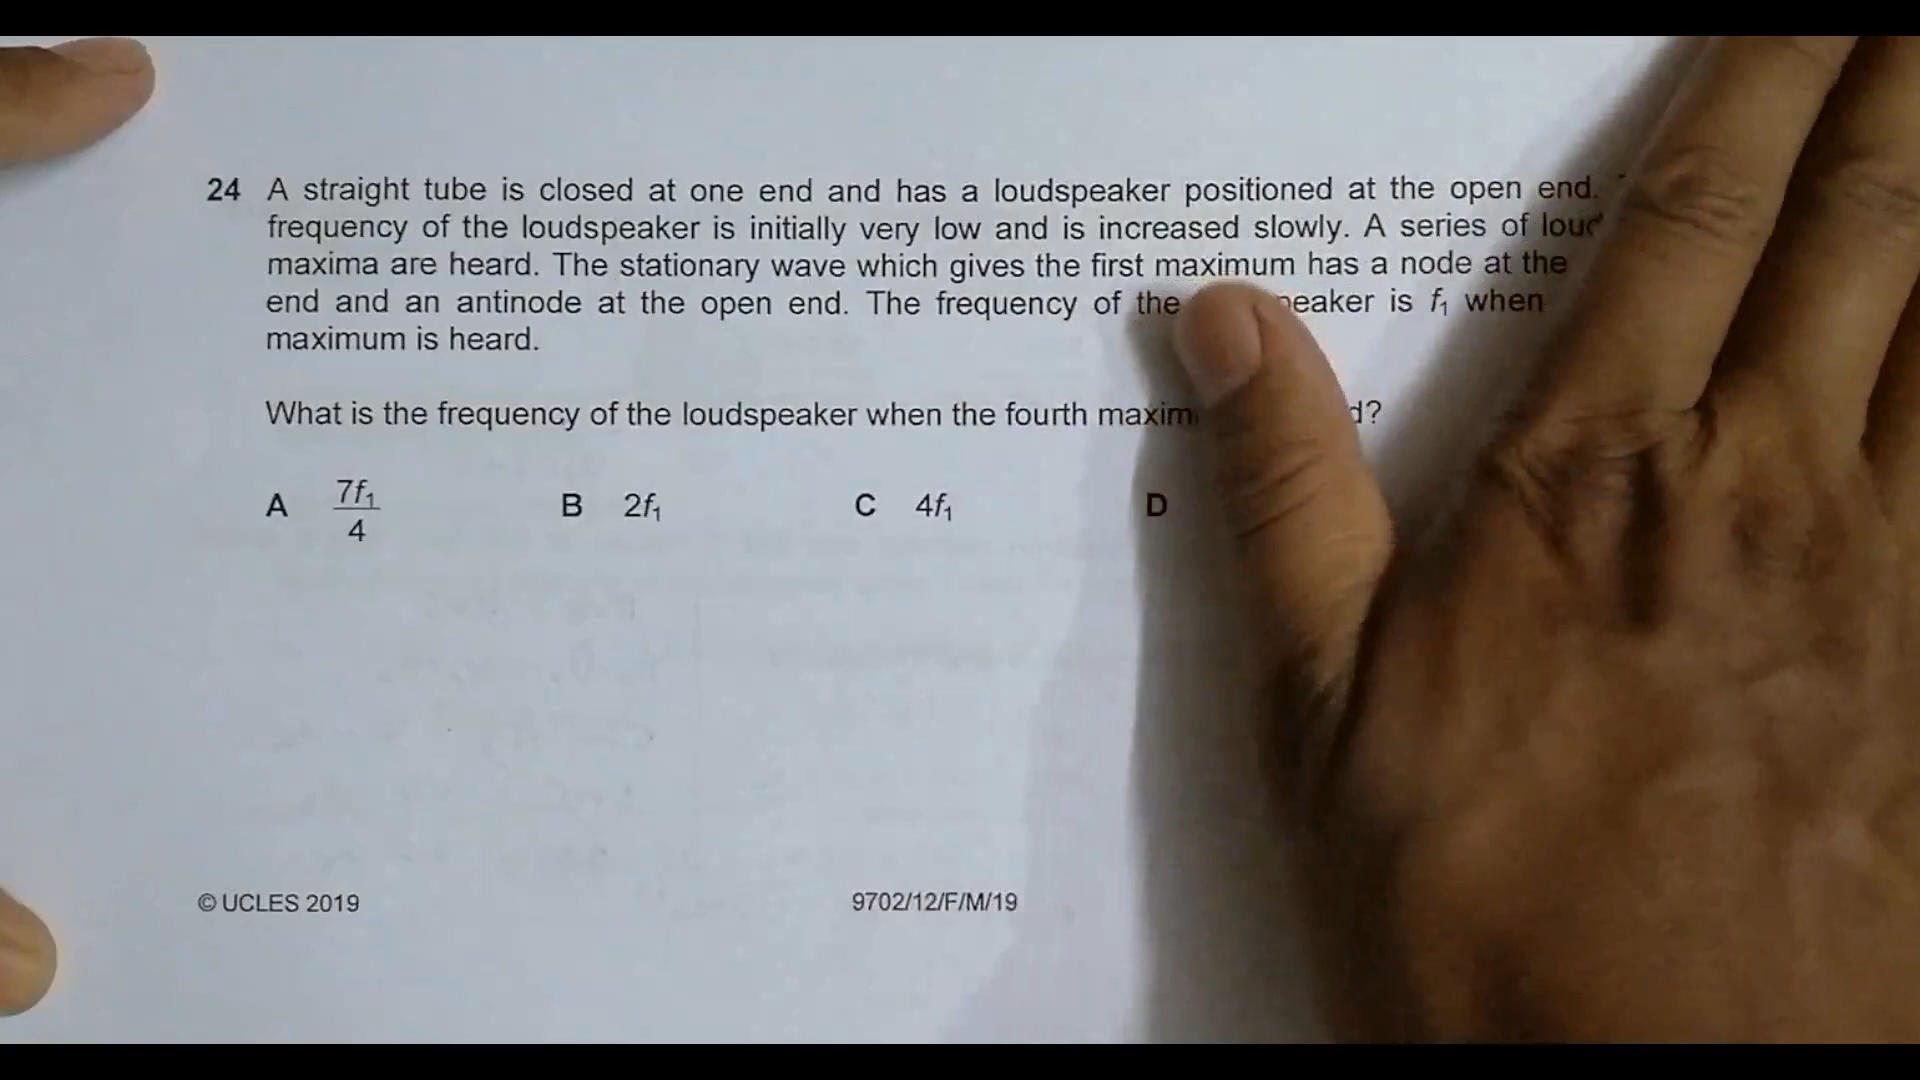 24 A straight tube is closed at one end and has a loudspeaker positioned at the open end.
frequency of the loudspeaker is initially very low and is increased slowly. A series of
maxima are heard. The stationary wave which gives the first maximum has a node at the
end and an antinode at the open end. The frequency of the is f₁ when
maximum is heard.
What is the frequency of the loudspeaker when the fourth
A 7f₁/4 B 2f₁ C 4f₁ D
© UCLES 2019 9702/12/F/M/19